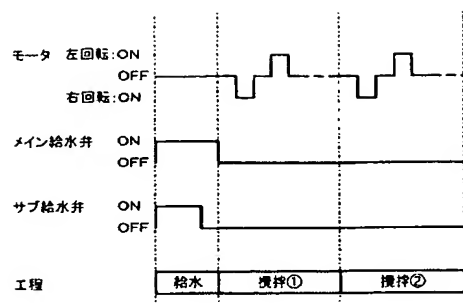 モータ 左回転:ON
OFF
右回転:ON
メイン給水弁 ON
OFF
サブ給水弁 ON
OFF
工程 給水 攪拌① 攪拌②